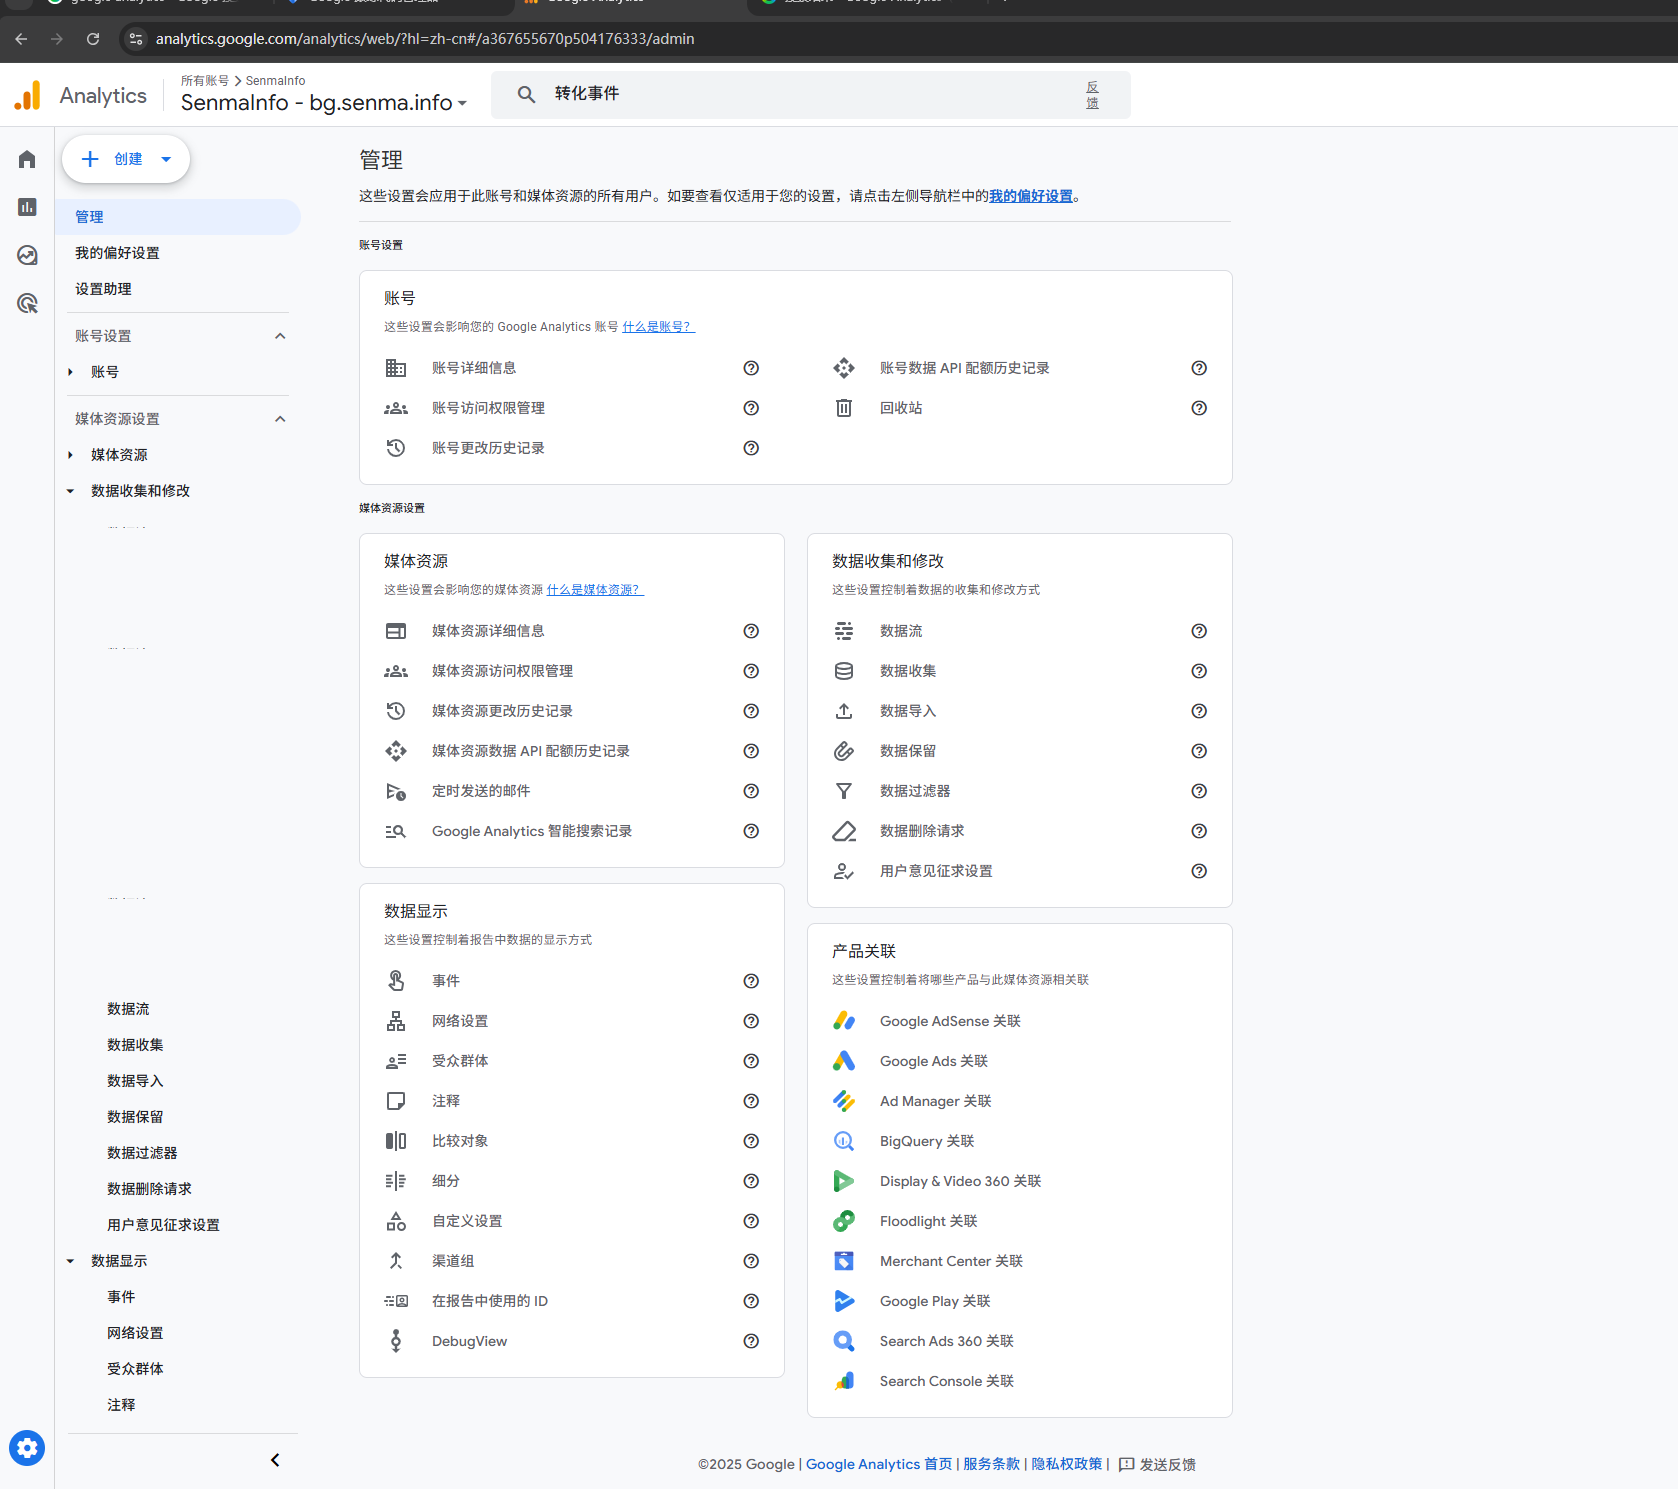 analytics.google.com/analytics/web/?hl=zh-cn#/a367655670p504176333/admin
Analytics
所有账号 > SenmaInfo
SenmaInfo - bg.senma.info
转化事件
反馈
创建
管理
我的偏好设置
设置助理
账号设置
账号
媒体资源设置
媒体资源
数据收集和修改
数据流
数据收集
数据导入
数据保留
数据过滤器
数据删除请求
用户意见征求设置
数据显示
事件
网络设置
受众群体
注释
管理
这些设置会应用于此账号和媒体资源的所有用户。如要查看仅适用于您的设置，请点击左侧导航栏中的我的偏好设置。
账号设置
账号
这些设置会影响您的 Google Analytics 账号 什么是账号？
账号详细信息
账号访问权限管理
账号更改历史记录
账号数据 API 配额历史记录
回收站
媒体资源设置
媒体资源
这些设置会影响您的媒体资源 什么是媒体资源？
媒体资源详细信息
媒体资源访问权限管理
媒体资源更改历史记录
媒体资源数据 API 配额历史记录
定时发送的邮件
Google Analytics 智能搜索记录
数据收集和修改
这些设置控制着数据的收集和修改方式
数据流
数据收集
数据导入
数据保留
数据过滤器
数据删除请求
用户意见征求设置
数据显示
这些设置控制着报告中数据的显示方式
事件
网络设置
受众群体
注释
比较对象
细分
自定义设置
渠道组
在报告中使用的 ID
DebugView
产品关联
这些设置控制着将哪些产品与此媒体资源相关联
Google AdSense 关联
Google Ads 关联
Ad Manager 关联
BigQuery 关联
Display & Video 360 关联
Floodlight 关联
Merchant Center 关联
Google Play 关联
Search Ads 360 关联
Search Console 关联
©2025 Google | Google Analytics 首页 | 服务条款 | 隐私权政策 | 发送反馈